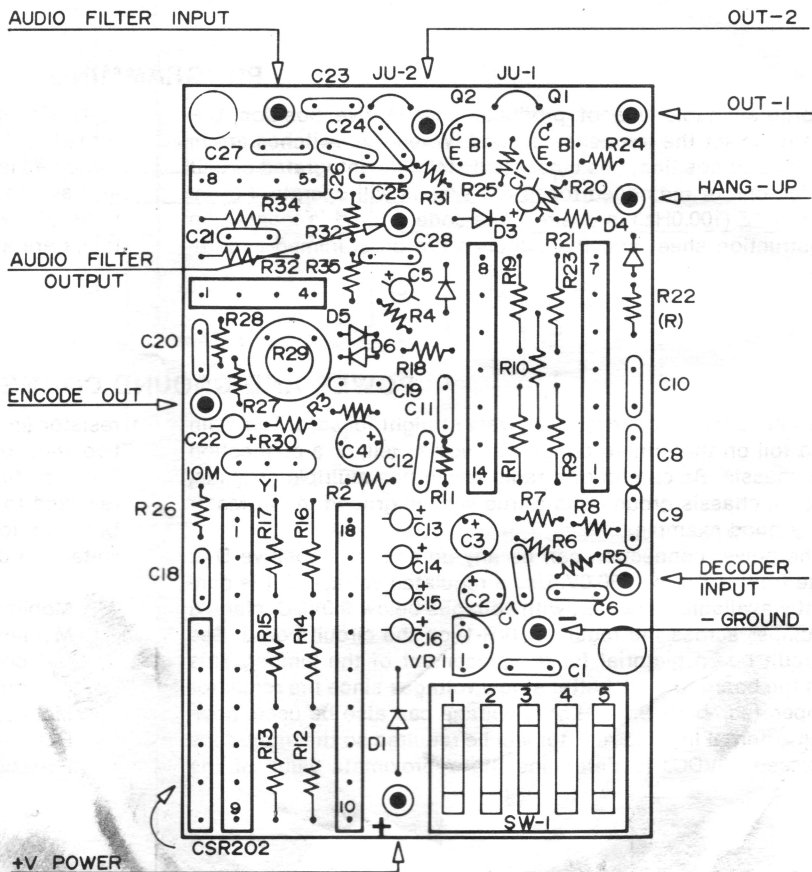 AUDIO FILTER INPUT
OUT-2
C23 JU-2 Q2 JU-1 Q1
OUT-1
C24
C E B C E B
R24
C27
8 5
C26
C25
R31
R25
C17
R20
HANG-UP
R34
R32
D3
D4
C21
R32 R35
C28
R21
AUDIO FILTER
OUTPUT
C5
8
R19
R23
7
1 4
R4
R22
(R)
R28
D5
D6
C20
R29
R18
R10
C10
C19
ENCODE OUT
R27
R3
C11
C22
+
R30
C4
+
C12
R1
R9
C8
10M
Y1
R2
R11
14
1
R26
R17
R16
1
18
C13
R7
R8
C9
C3
+
R6
C14
R5
C18
C15
C2
+
C7
C6
DECODER
INPUT
R15
R14
C16
-GROUND
VR1
C1
1 2 3 4 5
R13
R12
D1
9
10
+
SW-1
CSR202
+V POWER